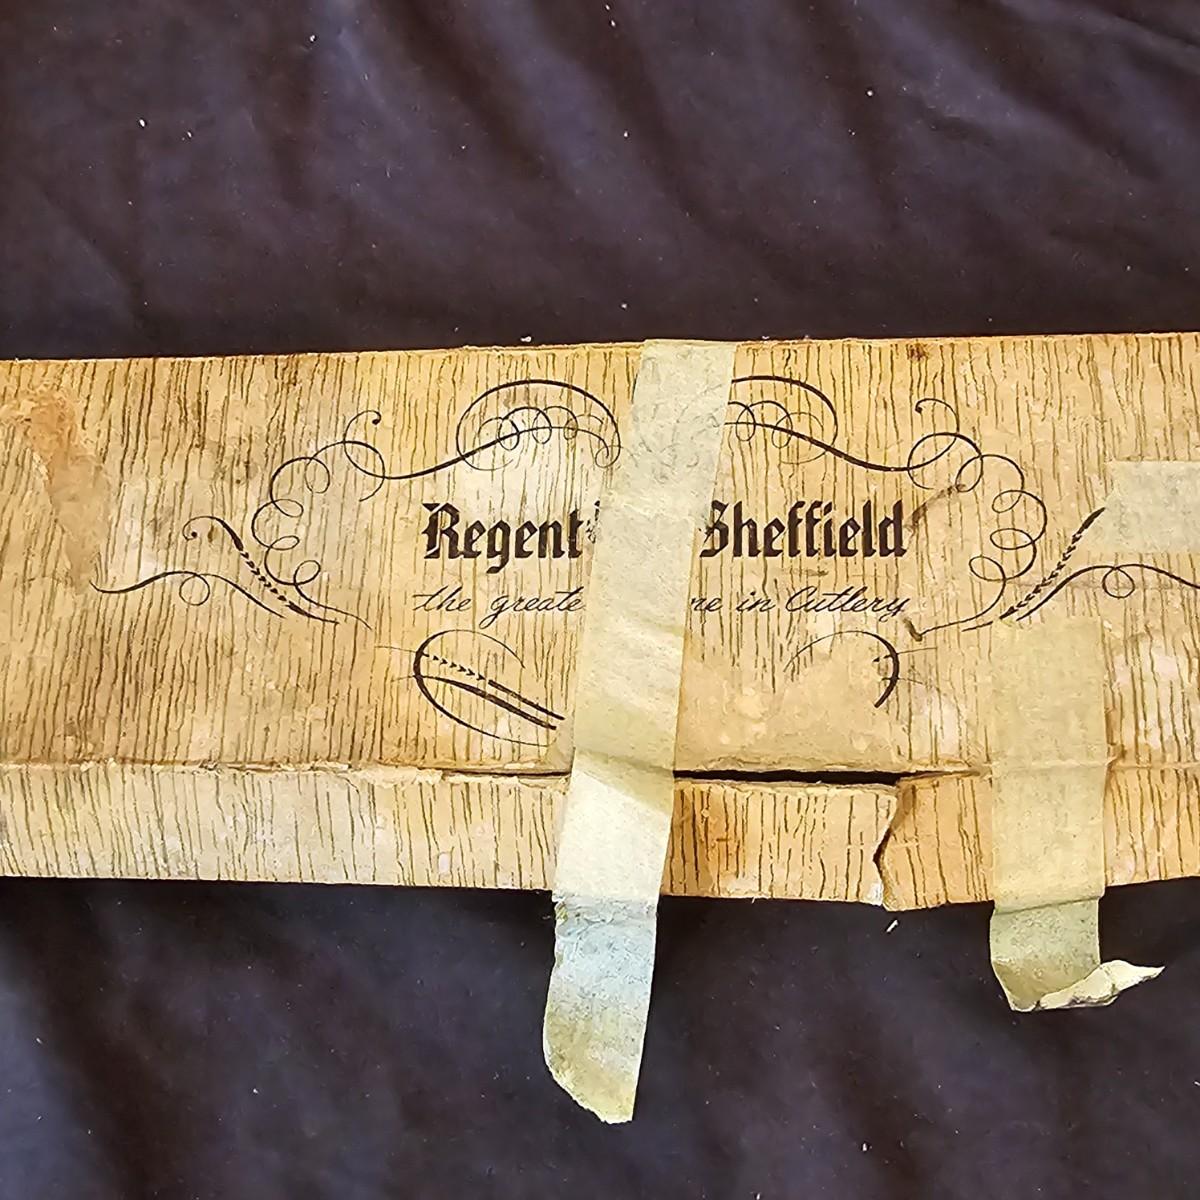 Regent Sheffield
the in Cutlery